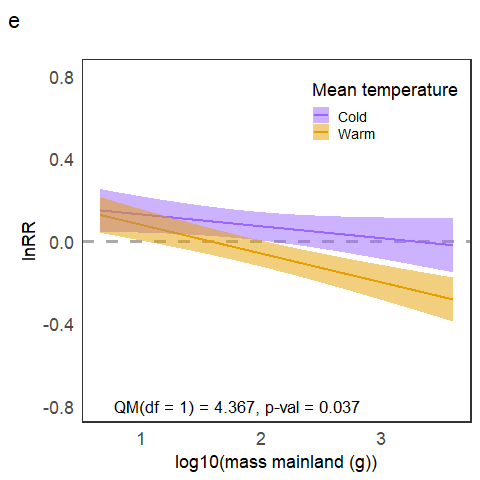 e
0.8
Mean temperature
Cold
Warm
0.4
0.0
lnRR
-0.4
-0.8
QM(df = 1) = 4.367, p-val = 0.037
1 2 3
log10(mass mainland (g))